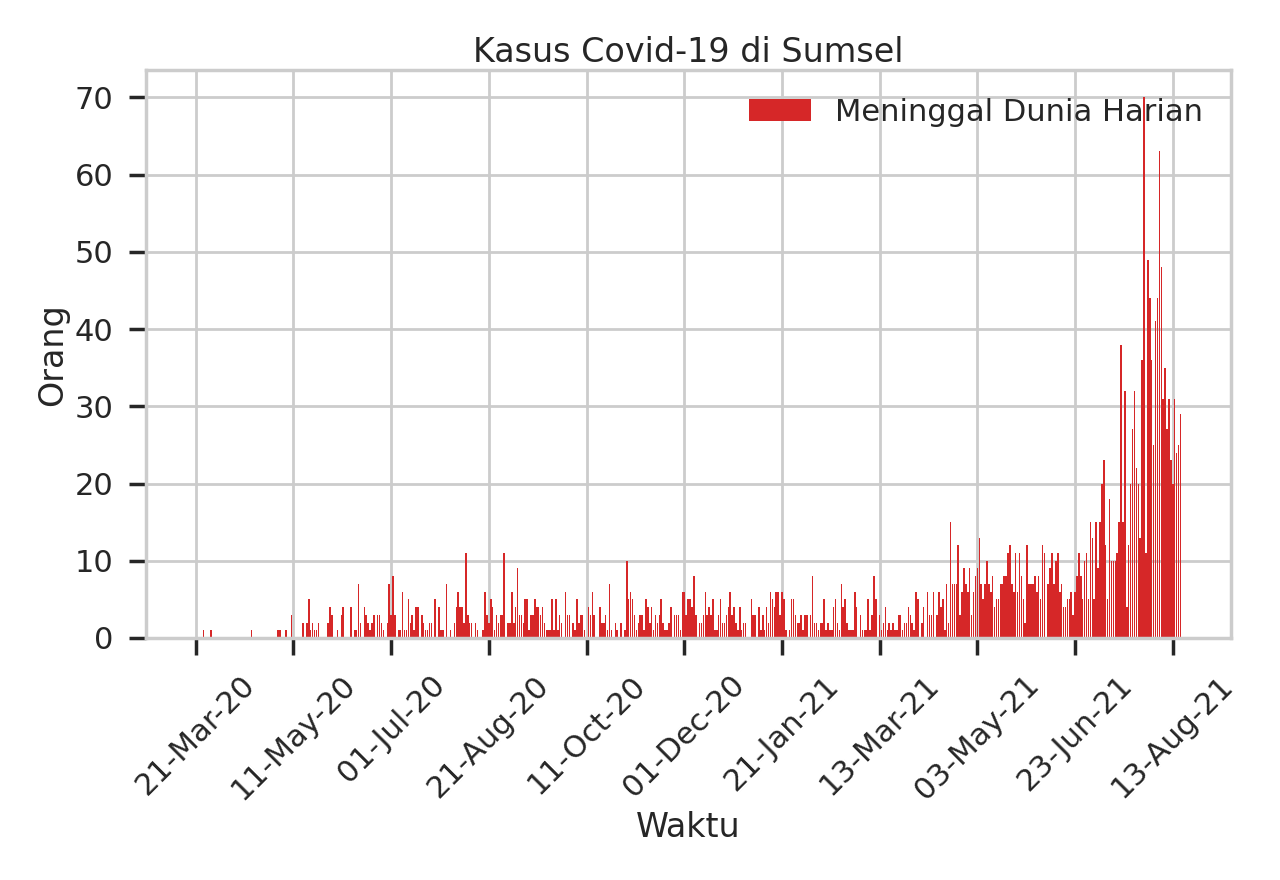 Kasus Covid-19 di Sumsel
Meninggal Dunia Harian
Orang
70
60
50
40
30
20
10
0
21-Mar-20
11-May-20
01-Jul-20
21-Aug-20
11-Oct-20
01-Dec-20
21-Jan-21
13-Mar-21
03-May-21
23-Jun-21
13-Aug-21
Waktu